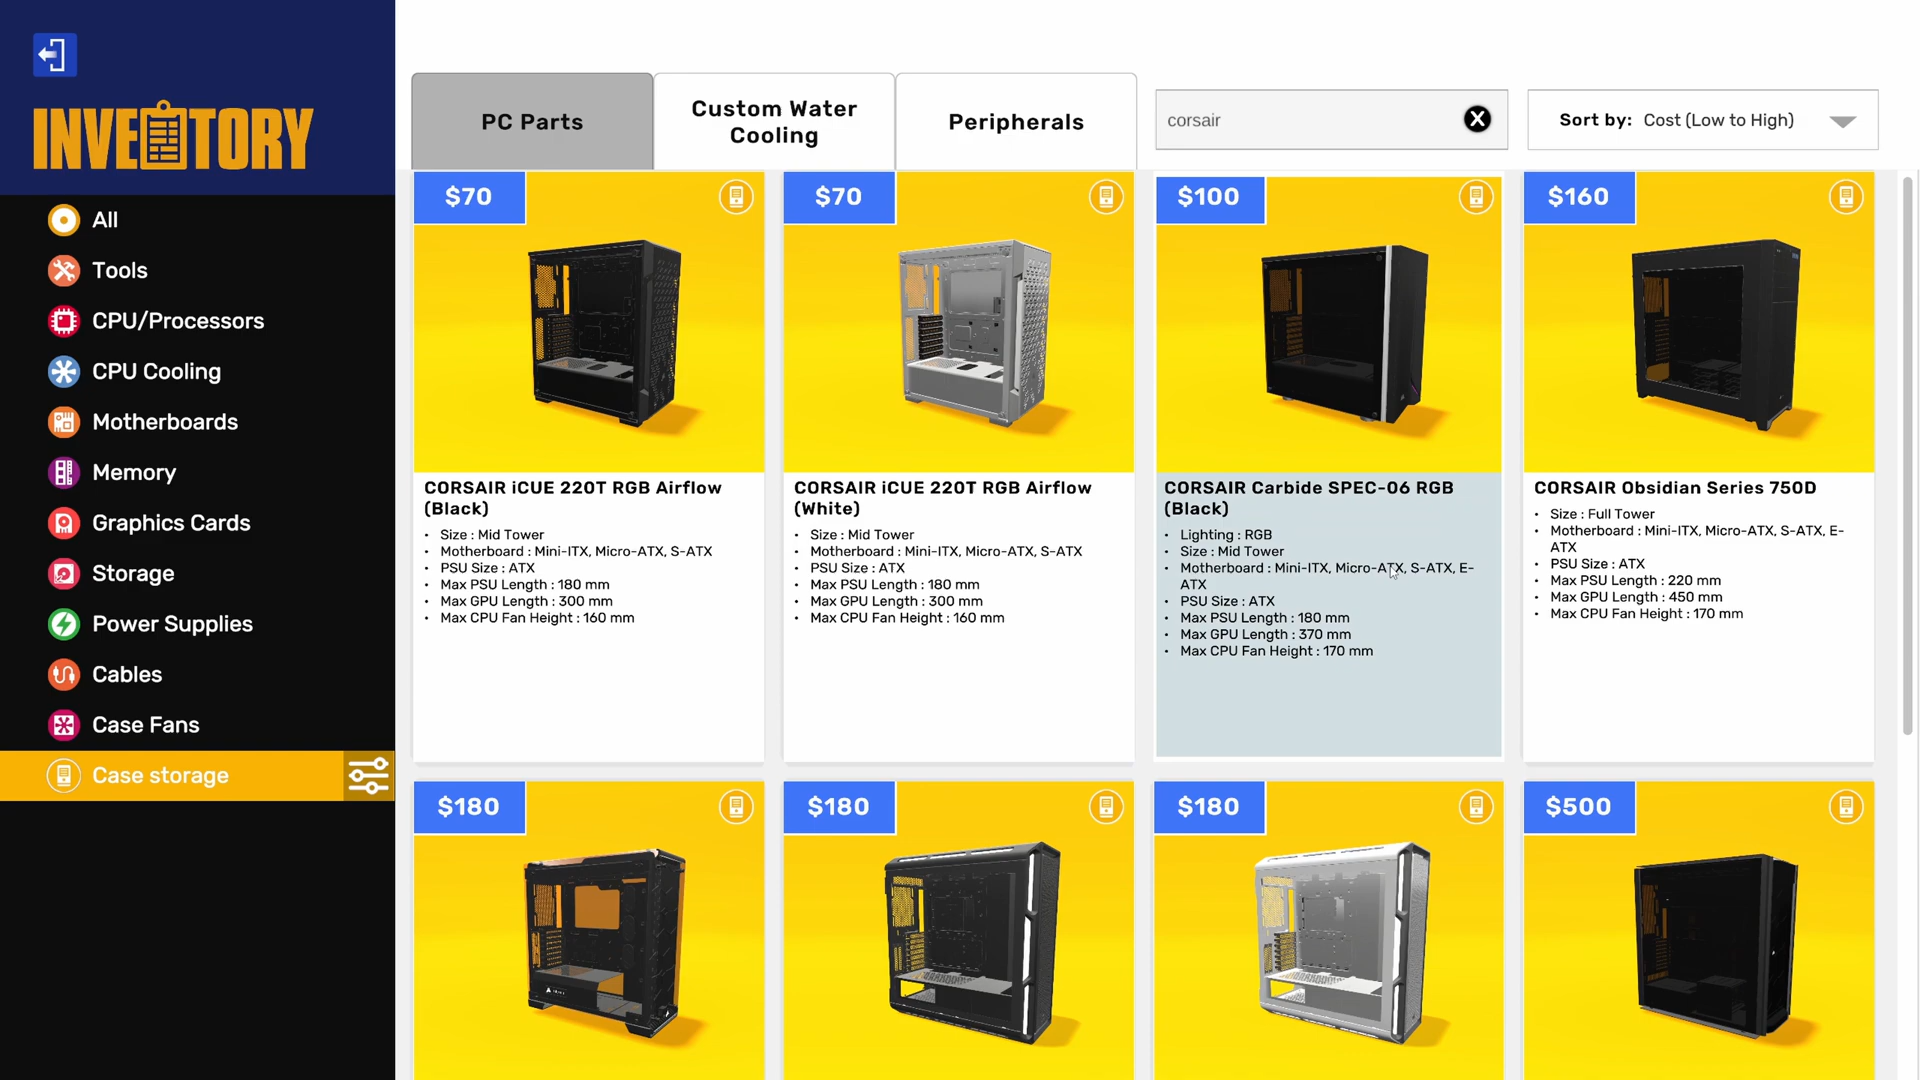 INVENTORY
All
Tools
CPU/Processors
CPU Cooling
Motherboards
Memory
Graphics Cards
Storage
Power Supplies
Cables
Case Fans
Case storage
PC Parts
Custom Water
Cooling
Peripherals
corsair
X
Sort by: Cost (Low to High)
$70
CORSAIR iCUE 220T RGB Airflow
(Black)
• Size : Mid Tower
• Motherboard : Mini-ITX, Micro-ATX, S-ATX
• PSU Size : ATX
• Max PSU Length : 180 mm
• Max GPU Length : 300 mm
• Max CPU Fan Height : 160 mm
$70
CORSAIR iCUE 220T RGB Airflow
(White)
• Size : Mid Tower
• Motherboard : Mini-ITX, Micro-ATX, S-ATX
• PSU Size : ATX
• Max PSU Length : 180 mm
• Max GPU Length : 300 mm
• Max CPU Fan Height : 160 mm
$100
CORSAIR Carbide SPEC-06 RGB
(Black)
• Lighting : RGB
• Size : Mid Tower
• Motherboard : Mini-ITX, Micro-ATX, S-ATX, E-
ATX
• PSU Size : ATX
• Max PSU Length : 180 mm
• Max GPU Length : 370 mm
• Max CPU Fan Height : 170 mm
$160
CORSAIR Obsidian Series 750D
• Size : Full Tower
• Motherboard : Mini-ITX, Micro-ATX, S-ATX, E-
ATX
• PSU Size : ATX
• Max PSU Length : 220 mm
• Max GPU Length : 450 mm
• Max CPU Fan Height : 170 mm
$180
$180
$180
$500